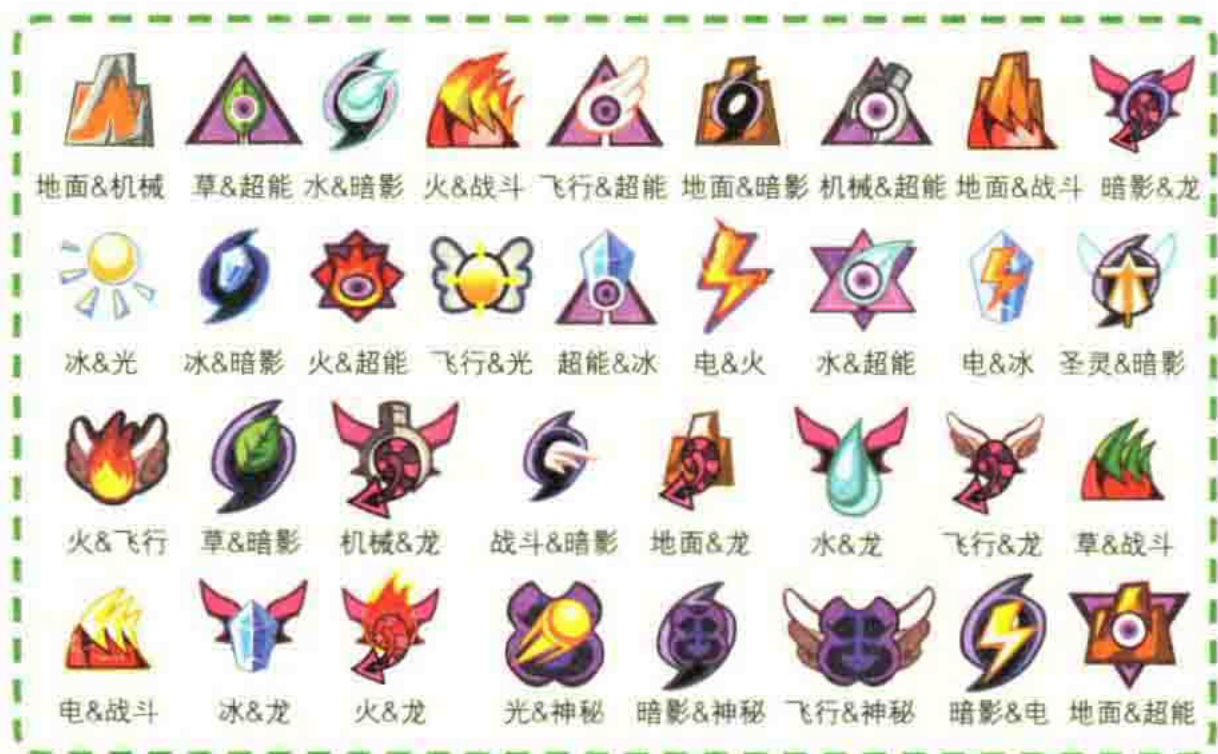 地面&机械 草&超能 水&暗影 火&战斗 飞行&超能 地面&暗影 机械&超能 地面&战斗 暗影&龙
冰&光 冰&暗影 火&超能 飞行&光 超能&冰 电&火 水&超能 电&冰 圣灵&暗影
火&飞行 草&暗影 机械&龙 战斗&暗影 地面&龙 水&龙 飞行&龙 草&战斗
电&战斗 冰&龙 火&龙 光&神秘 暗影&神秘 飞行&神秘 暗影&电 地面&超能